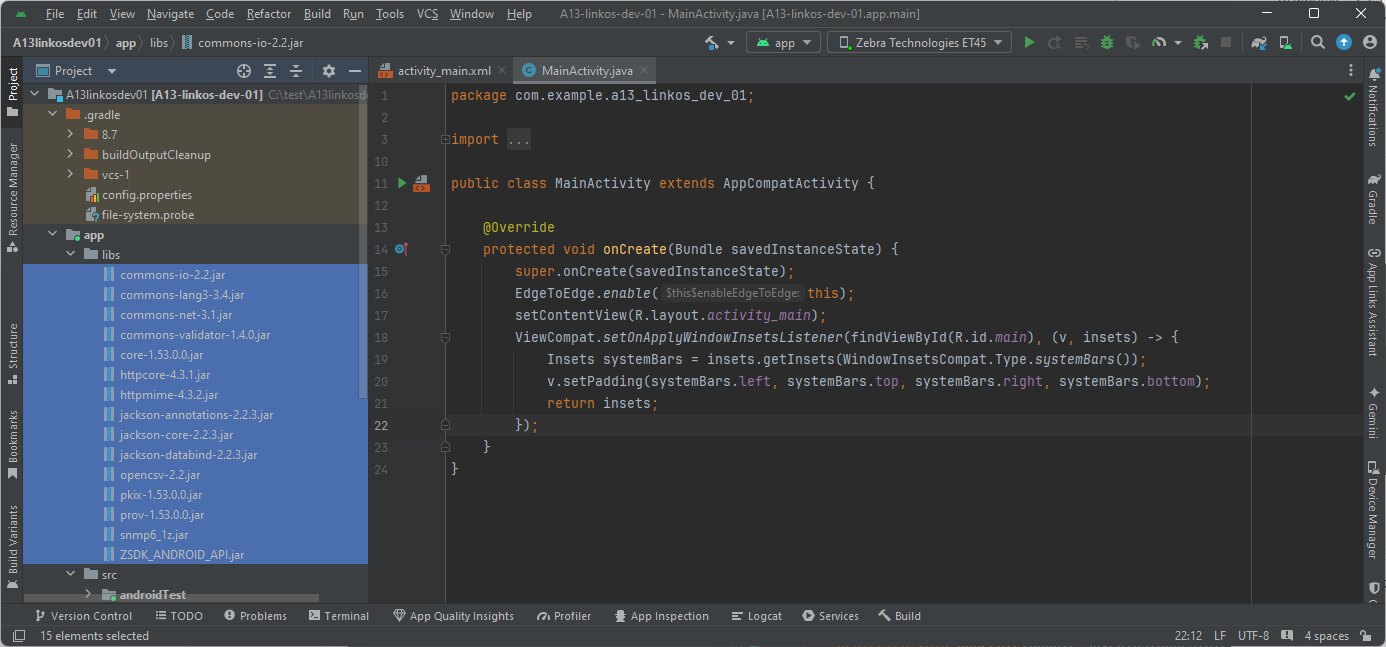 File Edit View Navigate Code Refactor Build Run Tools VCS Window Help A13-linkos-dev-01 - MainActivity.java [A13-linkos-dev-01.app.main]
A13linkosdev01 app libs commons-io-2.2.jar app Zebra Technologies ET45
Project
activity_main.xml MainActivity.java
A13linkosdev01 [A13-linkos-dev-01] C:\test\A13linkosd
.gradle
8.7
buildOutputCleanup
vcs-1
config.properties
file-system.probe
app
libs
commons-io-2.2.jar
commons-lang3-3.4.jar
commons-net-3.1.jar
commons-validator-1.4.0.jar
core-1.53.0.0.jar
httpcore-4.3.1.jar
httpmime-4.3.2.jar
jackson-annotations-2.2.3.jar
jackson-core-2.2.3.jar
jackson-databind-2.2.3.jar
opencsv-2.2.jar
pkix-1.53.0.0.jar
prov-1.53.0.0.jar
snmp6_1z.jar
ZSDK_ANDROID_API.jar
src
androidTest
Project
Resource Manager
Structure
Bookmarks
Build Variants
1 package com.example.a13_linkos_dev_01;
2
3 import ...
10
11 public class MainActivity extends AppCompatActivity {
12
13 @Override
14 protected void onCreate(Bundle savedInstanceState) {
15 super.onCreate(savedInstanceState);
16 EdgeToEdge.enable( $this$enableEdgeToEdge: this);
17 setContentView(R.layout.activity_main);
18 ViewCompat.setOnApplyWindowInsetsListener(findViewById(R.id.main), (v, insets) -> {
19 Insets systemBars = insets.getInsets(WindowInsetsCompat.Type.systemBars());
20 v.setPadding(systemBars.left, systemBars.top, systemBars.right, systemBars.bottom);
21 return insets;
22 });
23 }
24 }
Notifications
Gradle
App Links Assistant
Gemini
Device Manager
Version Control TODO Problems Terminal App Quality Insights Profiler App Inspection Logcat Services Build
15 elements selected 22:12 LF UTF-8 4 spaces